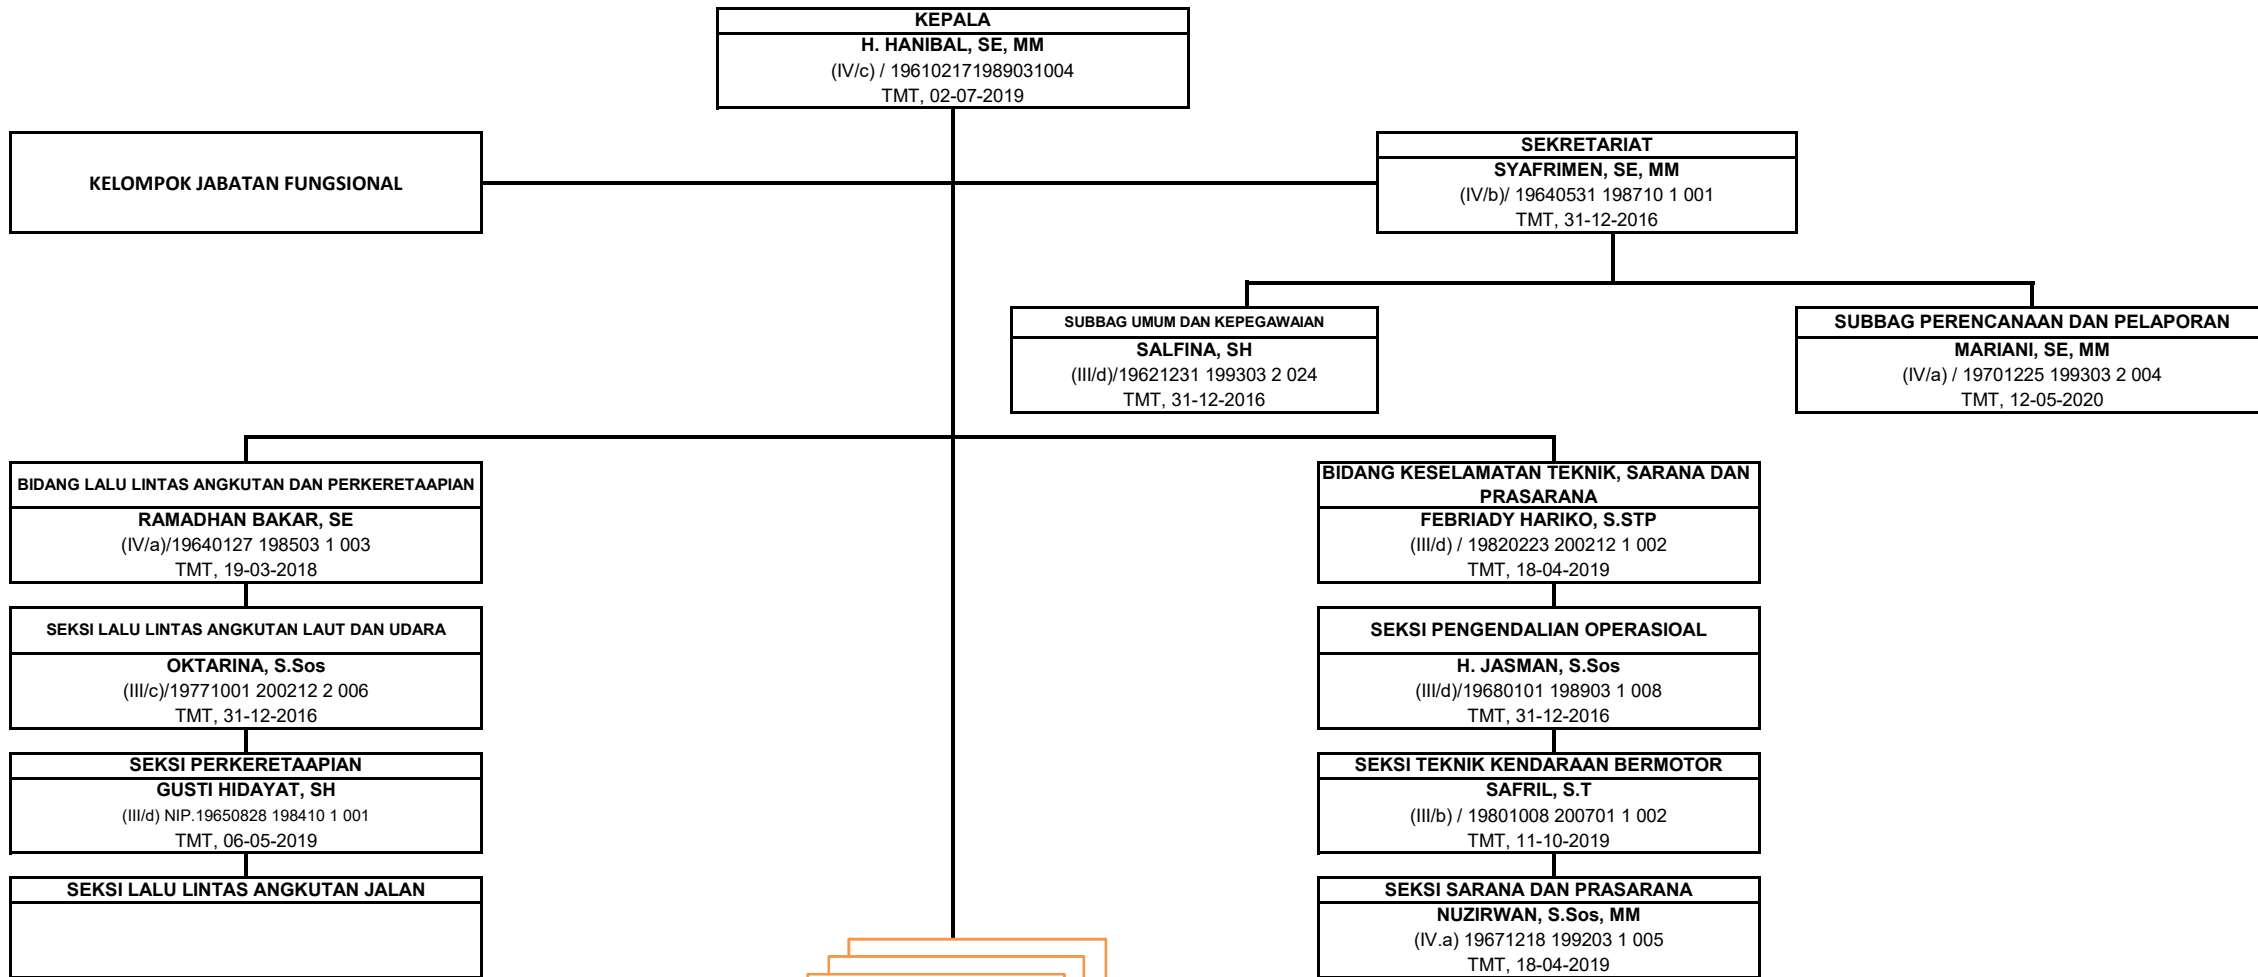 KEPALA
H. HANIBAL, SE, MM
(IV/c) / 196102171989031004
TMT, 02-07-2019
KELOMPOK JABATAN FUNGSIONAL
SEKRETARIAT
SYAFRIMEN, SE, MM
(IV/b)/ 19640531 198710 1 001
TMT, 31-12-2016
SUBBAG UMUM DAN KEPEGAWAIAN
SALFINA, SH
(III/d)/19621231 199303 2 024
TMT, 31-12-2016
SUBBAG PERENCANAAN DAN PELAPORAN
MARIANI, SE, MM
(IV/a) / 19701225 199303 2 004
TMT, 12-05-2020
BIDANG LALU LINTAS ANGKUTAN DAN PERKERETAAPIAN
RAMADHAN BAKAR, SE
(IV/a)/19640127 198503 1 003
TMT, 19-03-2018
SEKSI LALU LINTAS ANGKUTAN LAUT DAN UDARA
OKTARINA, S.Sos
(III/c)/19771001 200212 2 006
TMT, 31-12-2016
SEKSI PERKERETAAPIAN
GUSTI HIDAYAT, SH
(III/d) NIP.19650828 198410 1 001
TMT, 06-05-2019
SEKSI LALU LINTAS ANGKUTAN JALAN
BIDANG KESELAMATAN TEKNIK, SARANA DAN
PRASARANA
FEBRIADY HARIKO, S.STP
(III/d) / 19820223 200212 1 002
TMT, 18-04-2019
SEKSI PENGENDALIAN OPERASIOAL
H. JASMAN, S.Sos
(III/d)/19680101 198903 1 008
TMT, 31-12-2016
SEKSI TEKNIK KENDARAAN BERMOTOR
SAFRIL, S.T
(III/b) / 19801008 200701 1 002
TMT, 11-10-2019
SEKSI SARANA DAN PRASARANA
NUZIRWAN, S.Sos, MM
(IV.a) 19671218 199203 1 005
TMT, 18-04-2019